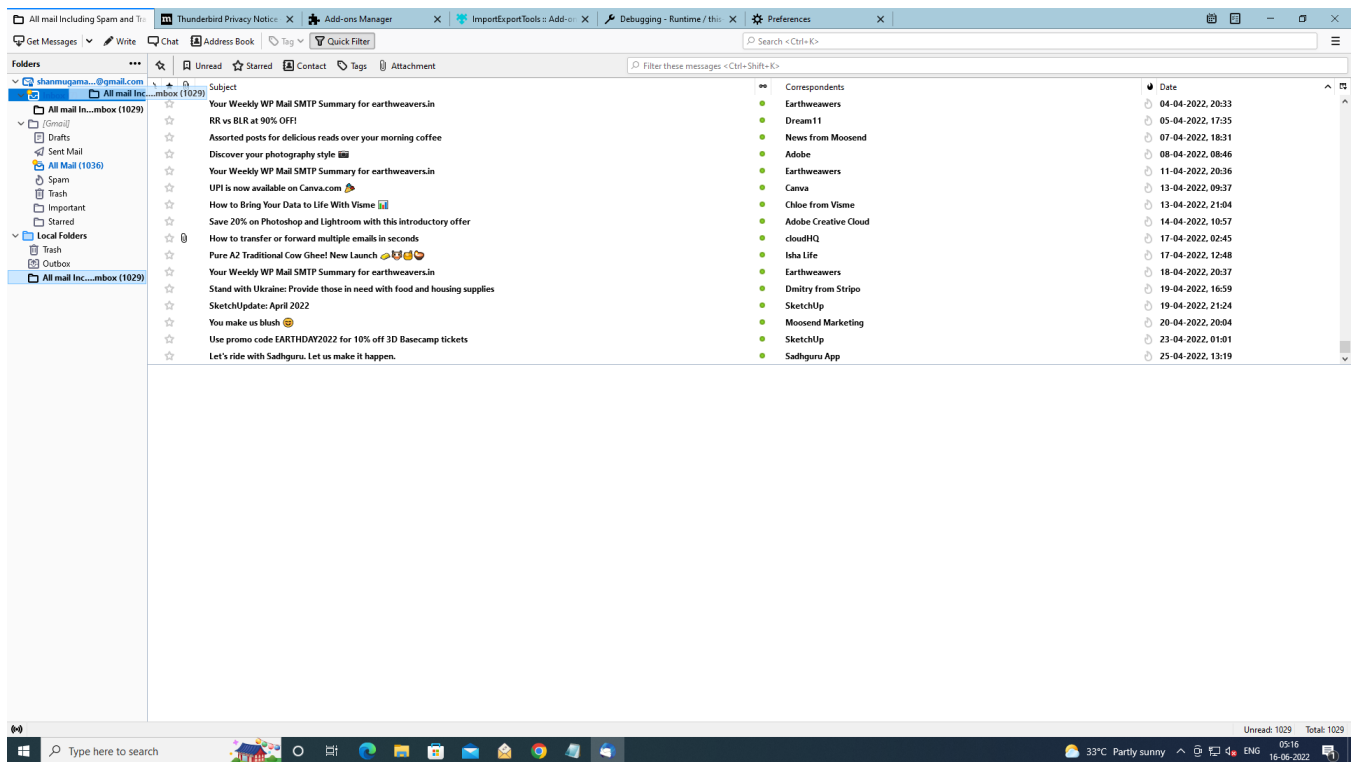 All mail Including Spam and Tra Thunderbird Privacy Notice Add-ons Manager ImportExportTools :: Add-on Debugging - Runtime / this- Preferences
Get Messages Write Chat Address Book Tag Quick Filter Search <Ctrl+K>
Folders Unread Starred Contact Tags Attachment Filter these messages <Ctrl+Shift+K>
shanmugama...@gmail.com Subject Correspondents Date
All mail Inc....mbox (1029)
Your Weekly WP Mail SMTP Summary for earthweavers.in Earthweawers 04-04-2022, 20:33
All mail In...mbox (1029)
RR vs BLR at 90% OFF! Dream11 05-04-2022, 17:35
[Gmail]
Drafts Assorted posts for delicious reads over your morning coffee News from Moosend 07-04-2022, 18:31
Sent Mail Discover your photography style Adobe 08-04-2022, 08:46
All Mail (1036) Your Weekly WP Mail SMTP Summary for earthweavers.in Earthweawers 11-04-2022, 20:36
Spam
UPI is now available on Canva.com Canva 13-04-2022, 09:37
Trash
Important How to Bring Your Data to Life With Visme Chloe from Visme 13-04-2022, 21:04
Starred Save 20% on Photoshop and Lightroom with this introductory offer Adobe Creative Cloud 14-04-2022, 10:57
Local Folders How to transfer or forward multiple emails in seconds cloudHQ 17-04-2022, 02:45
Trash Pure A2 Traditional Cow Ghee! New Launch Isha Life 17-04-2022, 12:48
Outbox
Your Weekly WP Mail SMTP Summary for earthweavers.in Earthweawers 18-04-2022, 20:37
All mail Inc....mbox (1029)
Stand with Ukraine: Provide those in need with food and housing supplies Dmitry from Stripo 19-04-2022, 16:59
SketchUpdate: April 2022 SketchUp 19-04-2022, 21:24
You make us blush Moosend Marketing 20-04-2022, 20:04
Use promo code EARTHDAY2022 for 10% off 3D Basecamp tickets SketchUp 23-04-2022, 01:01
Let's ride with Sadhguru. Let us make it happen. Sadhguru App 25-04-2022, 13:19
Unread: 1029 Total: 1029
Type here to search 33°C Partly sunny ENG 05:16
16-06-2022